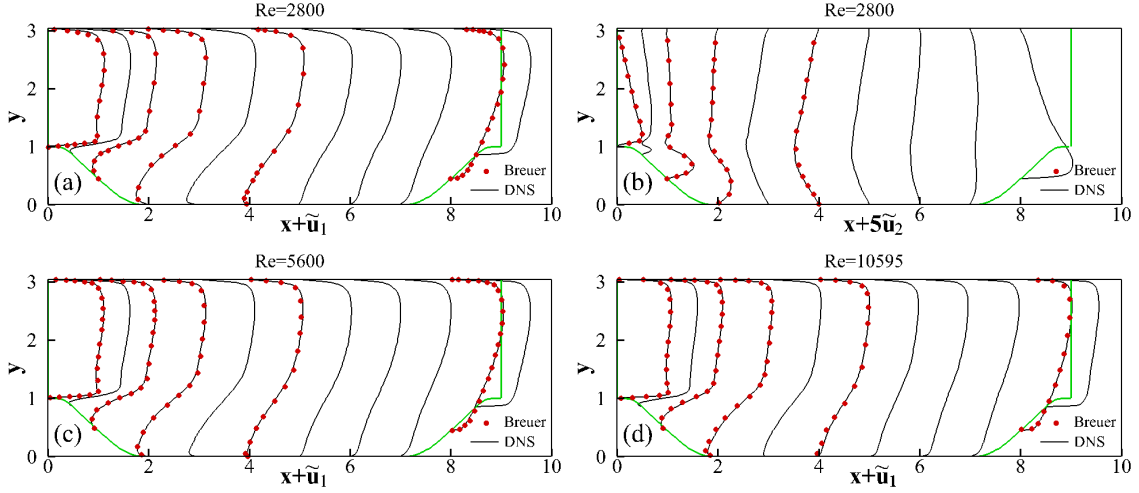 Re=2800
3
2
1
0
y
(a)
Breuer
DNS
0 2 4 6 8 10
x+ũ₁
Re=2800
3
2
1
0
y
(b)
Breuer
DNS
0 2 4 6 8 10
x+5ũ₂
Re=5600
3
2
1
0
y
(c)
Breuer
DNS
0 2 4 6 8 10
x+ũ₁
Re=10595
3
2
1
0
y
(d)
Breuer
DNS
0 2 4 6 8 10
x+ũ₁